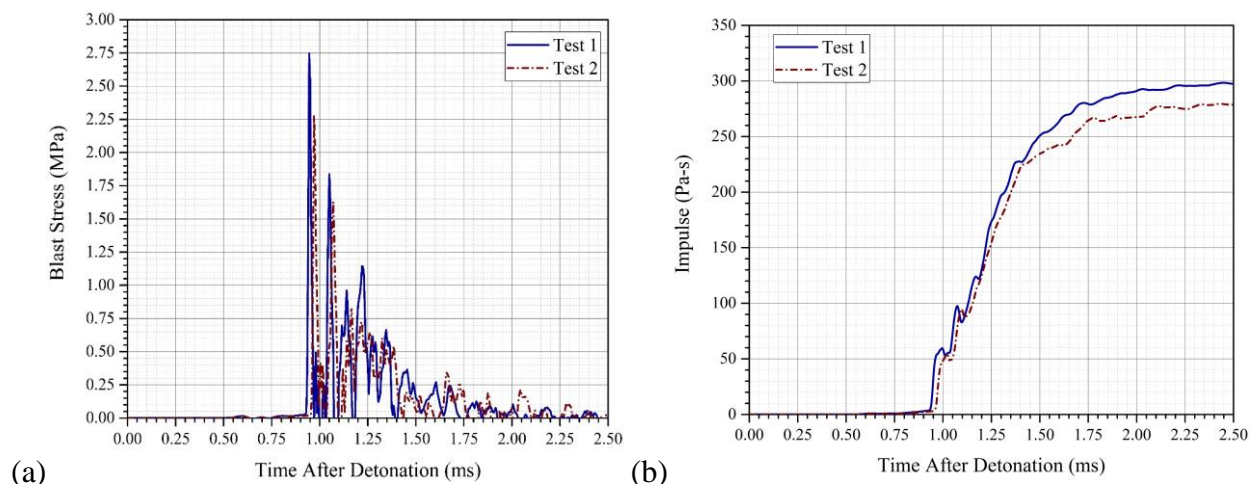 3.00
2.75
2.50
2.25
2.00
1.75
1.50
1.25
1.00
0.75
0.50
0.25
0.00
Blast Stress (MPa)
Test 1
Test 2
0.00 0.25 0.50 0.75 1.00 1.25 1.50 1.75 2.00 2.25 2.50
Time After Detonation (ms)
(a)
350
300
250
200
150
100
50
0
Impulse (Pa-s)
Test 1
Test 2
0.00 0.25 0.50 0.75 1.00 1.25 1.50 1.75 2.00 2.25 2.50
Time After Detonation (ms)
(b)